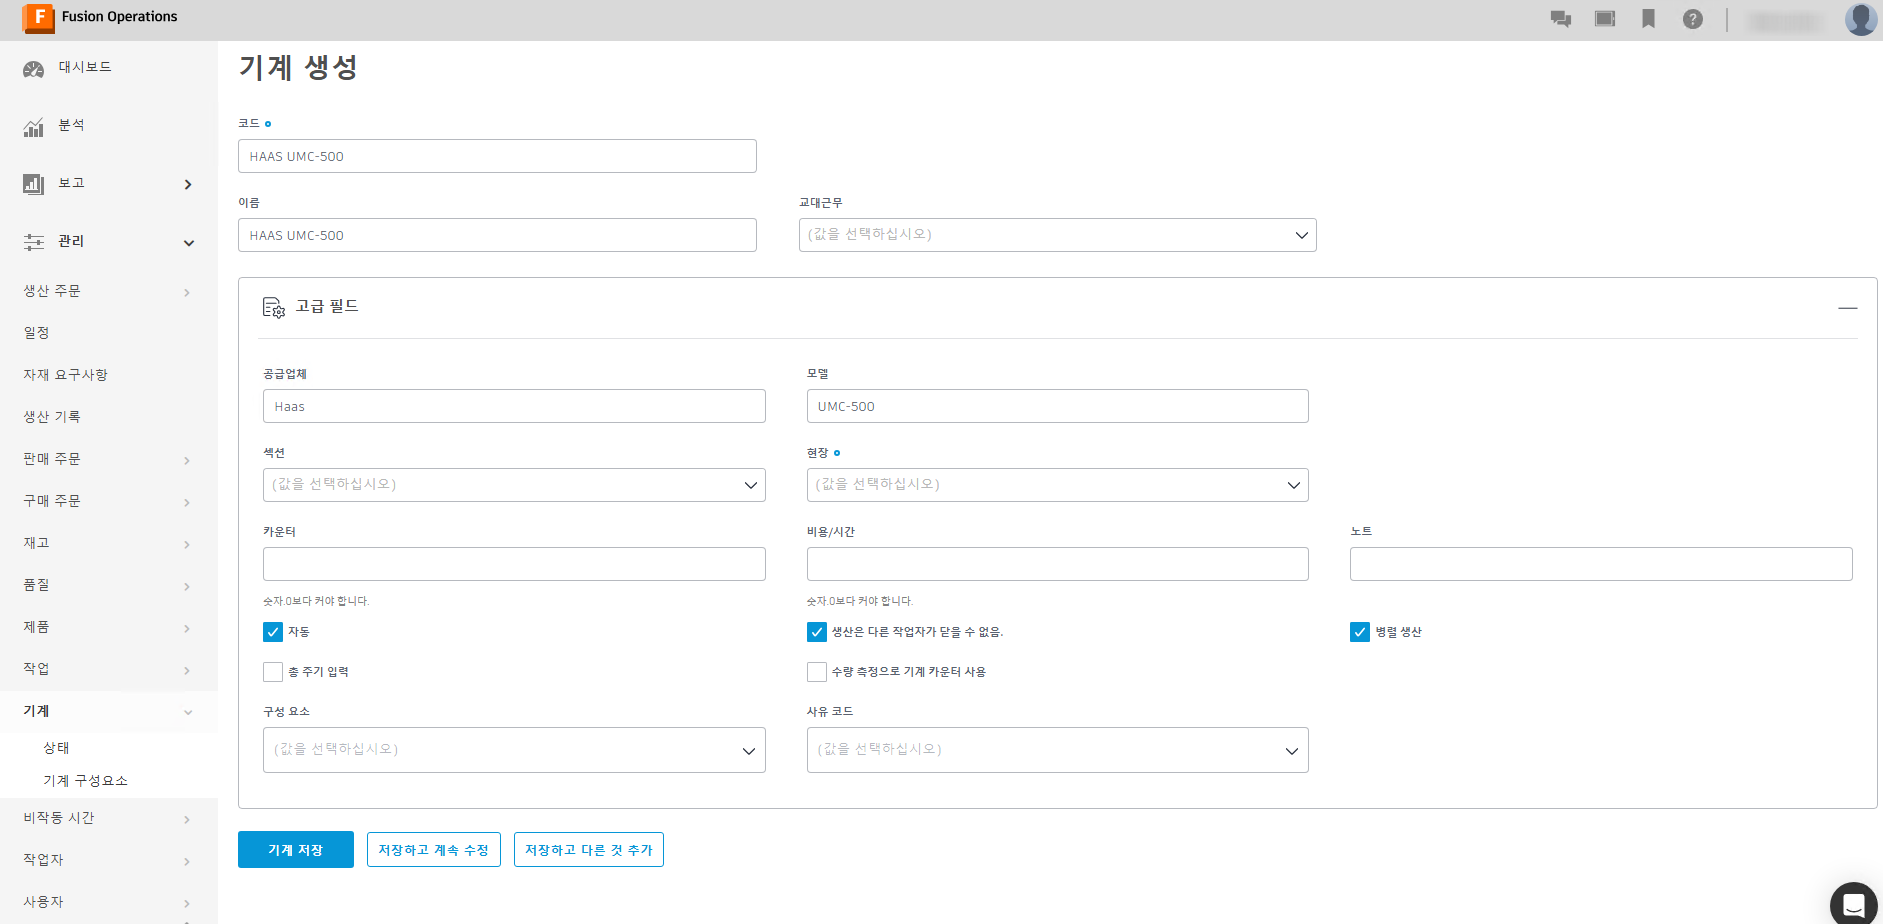 F Fusion Operations
?
대시보드
분석
보고
관리
생산 주문
일정
자재 요구사항
생산 기록
판매 주문
구매 주문
재고
품질
제품
작업
기계
상태
기계 구성요소
비작동 시간
작업자
사용자
기계 생성
코드
HAAS UMC-500
이름
교대근무
HAAS UMC-500
(값을 선택하십시오)
고급 필드
공급업체
모델
Haas
UMC-500
섹션
현장
(값을 선택하십시오)
(값을 선택하십시오)
카운터
비용/시간
노트
숫자.0보다 커야 합니다.
숫자.0보다 커야 합니다.
자동
생산은 다른 작업자가 닫을 수 없음.
병렬 생산
총 주기 입력
수량 측정으로 기계 카운터 사용
구성 요소
사유 코드
(값을 선택하십시오)
(값을 선택하십시오)
기계 저장
저장하고 계속 수정
저장하고 다른 것 추가